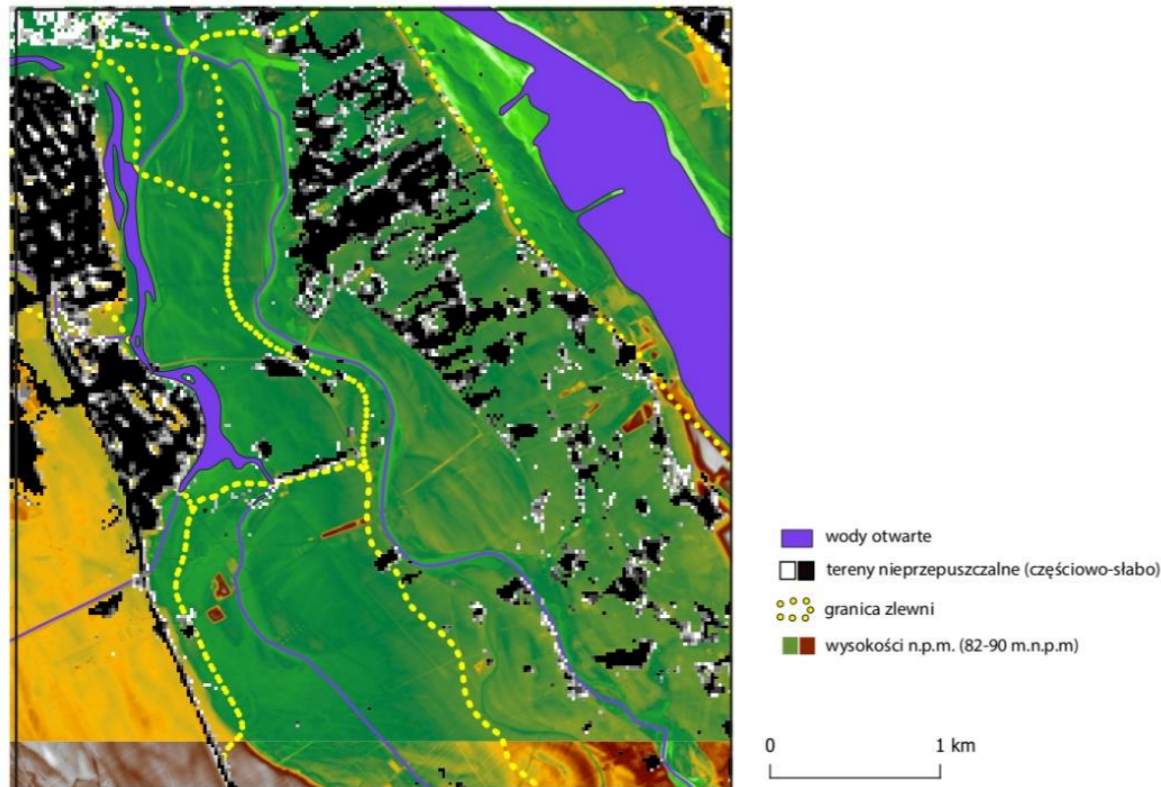 wody otwarte
tereny nieprzepuszczalne (częściowo-słabo)
granica zlewni
wysokości n.p.m. (82-90 m.n.p.m)
0 1 km